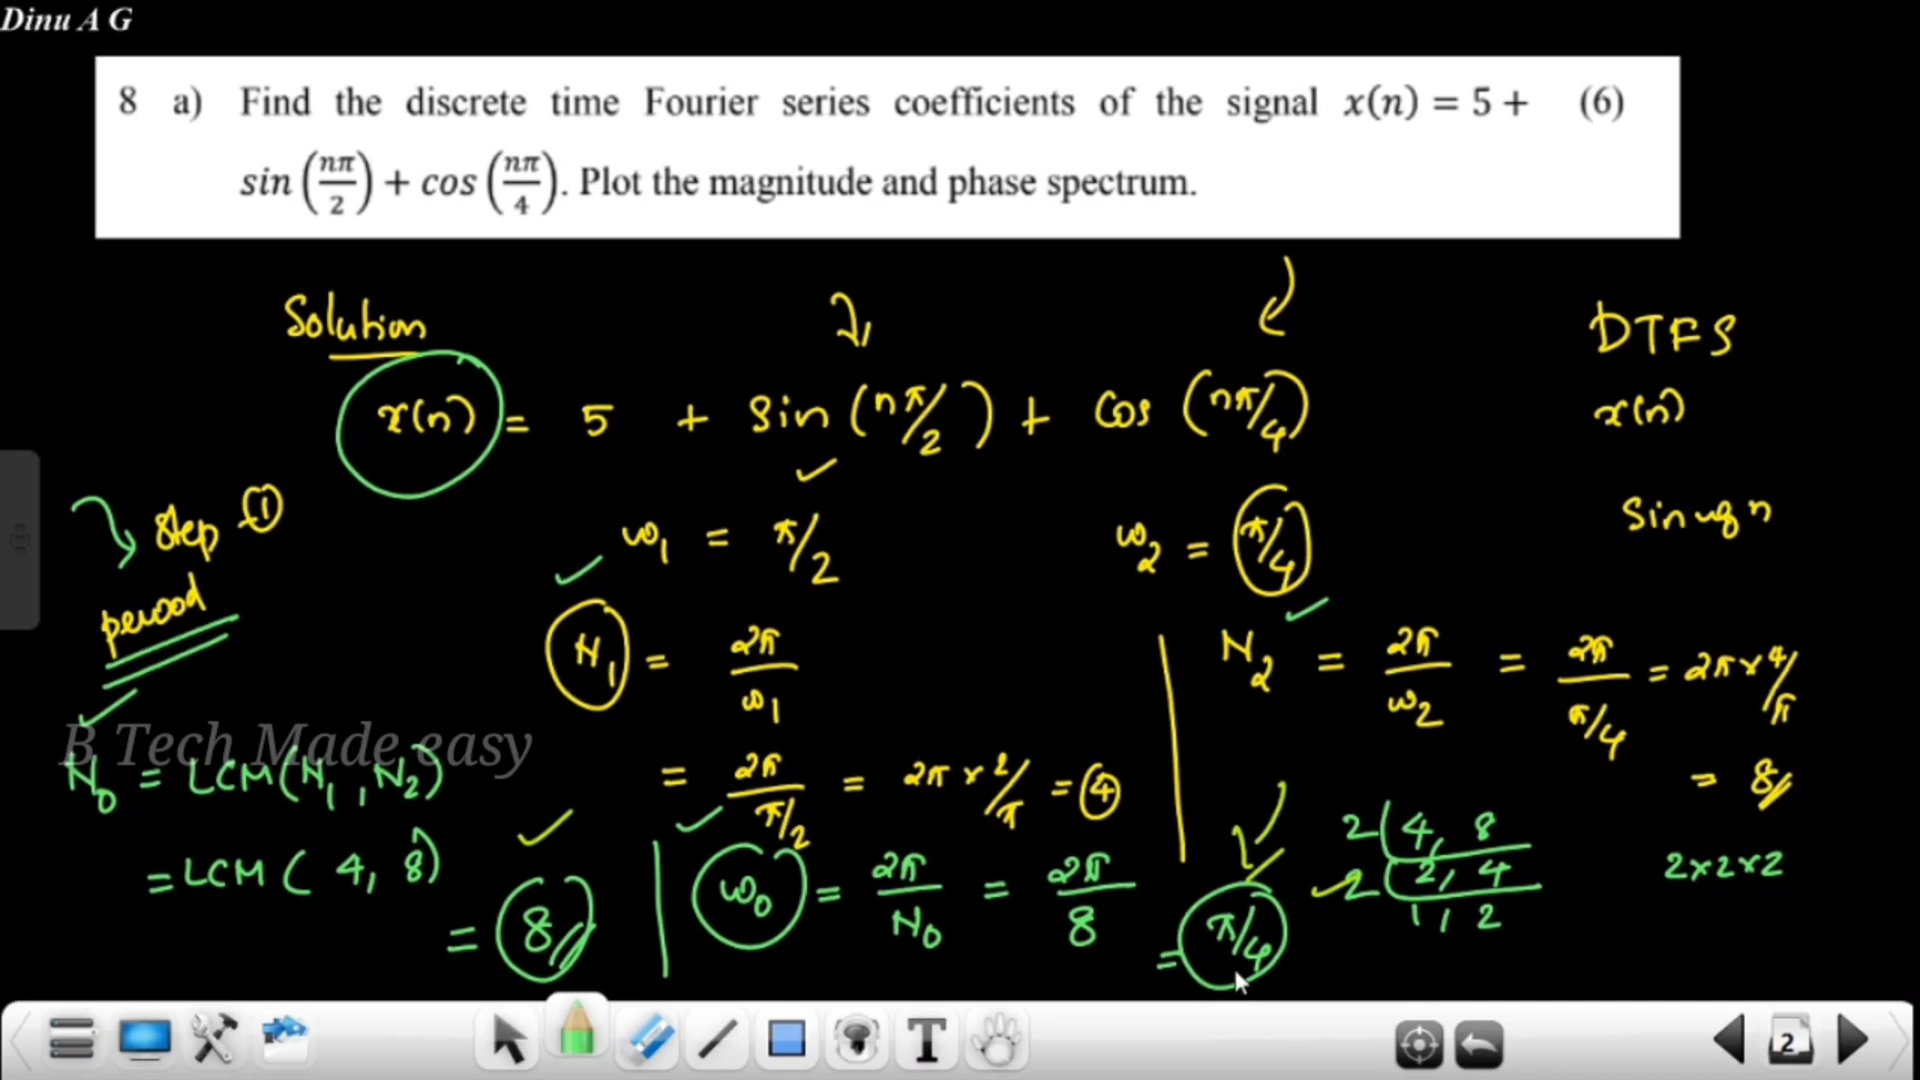 Dinu A G
8 a) Find the discrete time Fourier series coefficients of the signal x(n) = 5 + (6)
sin (nπ/2) + cos (nπ/4). Plot the magnitude and phase spectrum.
Solution
DTFS
x(n) = 5 + sin (nπ/2) + cos (nπ/4)
x(n)
Step ①
period
ω₁ = π/2
ω₂ = π/4
N₁ = 2π/ω₁
N₂ = 2π/ω₂ = 2π/π/4 = 2π × 4/π
= 2π/π/2 = 2π × 2/π = 4
= 8
B Tech Made easy
N₀ = LCM(N₁, N₂)
= LCM(4, 8)
= 8
ω₀ = 2π/N₀ = 2π/8
= π/4
2 | 4, 8
2 | 2, 4
1, 2
2×2×2
2